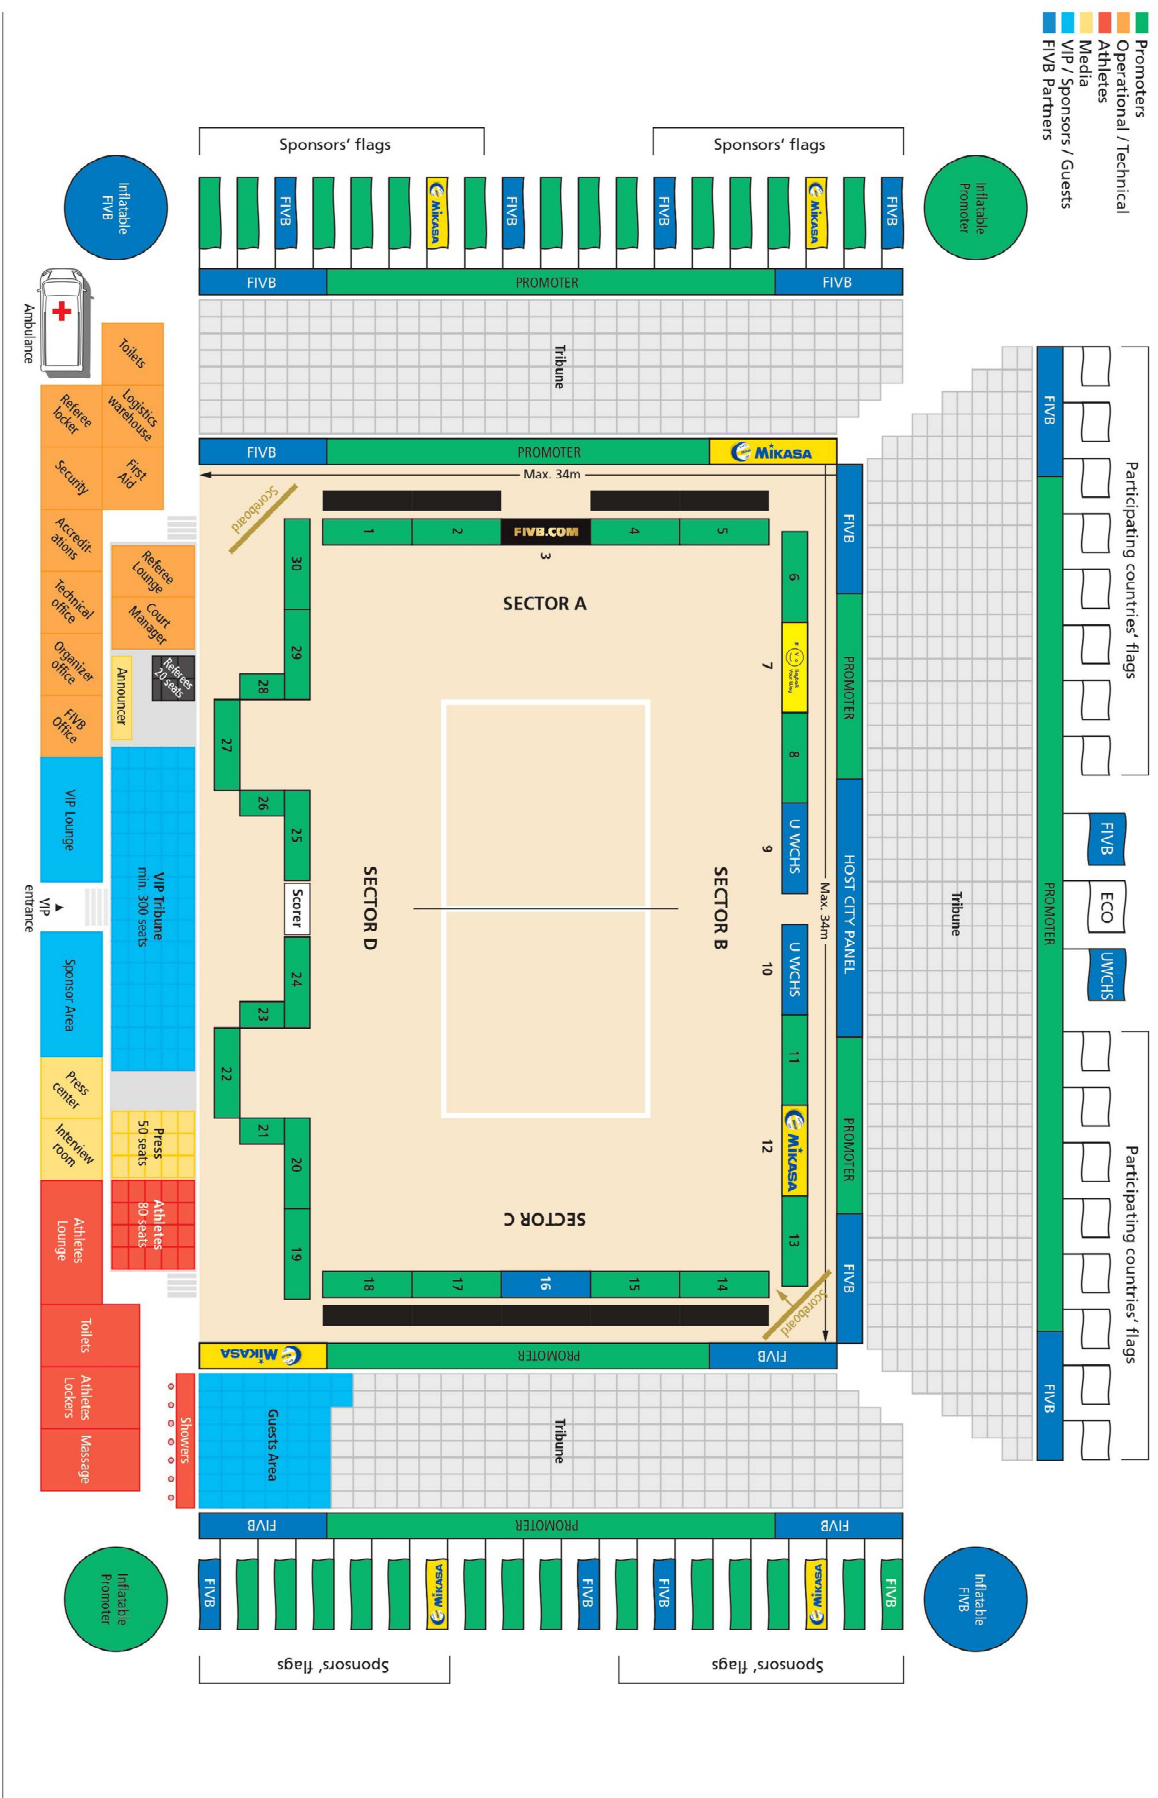 Promoters
Operational / Technical
Athletes
Media
VIP / Sponsors / Guests
FIVB Partners
Sponsors' flags
Sponsors' flags
Inflatable
FIVB
FIVB
MIKASA
FIVB
FIVB
MIKASA
FIVB
Inflatable
Promoter
FIVB
PROMOTER
FIVB
Tribune
Participating countries' flags
FIVB
ECO
UWCHS
Participating countries' flags
FIVB
PROMOTER
FIVB
Tribune
Ambulance
Toilets
Logistics
warehouse
First
Aid
Referee
locker
Security
Accredit-
ations
Technical
office
Organizer
office
FIVB
Office
VIP Lounge
VIP
entrance
Sponsor Area
Press
center
Interview
room
Athletes
Lounge
Toilets
Athletes
Lockers
Massage
Showers
Referee
Lounge
Court
Manager
Referees
20 seats
Announcer
VIP Tribune
min. 300 seats
Press
50 seats
Athletes
80 seats
FIVB
PROMOTER
MIKASA
Max. 34m
Scoreboard
1
2
FIVB.COM
3
4
5
SECTOR A
FIVB
PROMOTER
HOST CITY PANEL
PROMOTER
FIVB
Max. 34m
6
7
8
U WCHS
9
U WCHS
10
11
MIKASA
12
13
SECTOR B
SECTOR D
30
29
28
27
26
25
Scorer
24
23
22
21
20
19
SECTOR C
18
17
16
15
14
Scoreboard
MIKASA
PROMOTER
FIVB
Guests Area
Tribune
FIVB
PROMOTER
FIVB
Inflatable
Promoter
FIVB
MIKASA
FIVB
FIVB
MIKASA
FIVB
Inflatable
FIVB
Sponsors' flags
Sponsors' flags